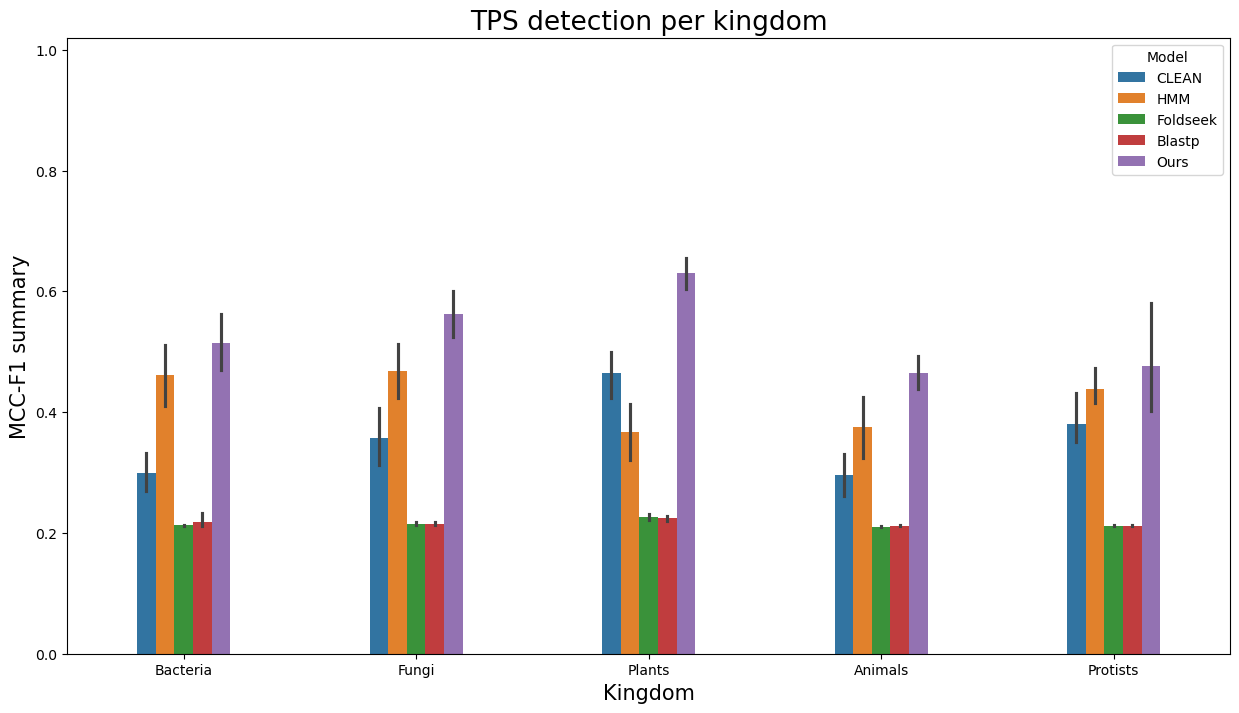 TPS detection per kingdom
MCC-F1 summary
1.0
0.8
0.6
0.4
0.2
0.0
Model
CLEAN
HMM
Foldseek
Blastp
Ours
Bacteria
Fungi
Plants
Animals
Protists
Kingdom